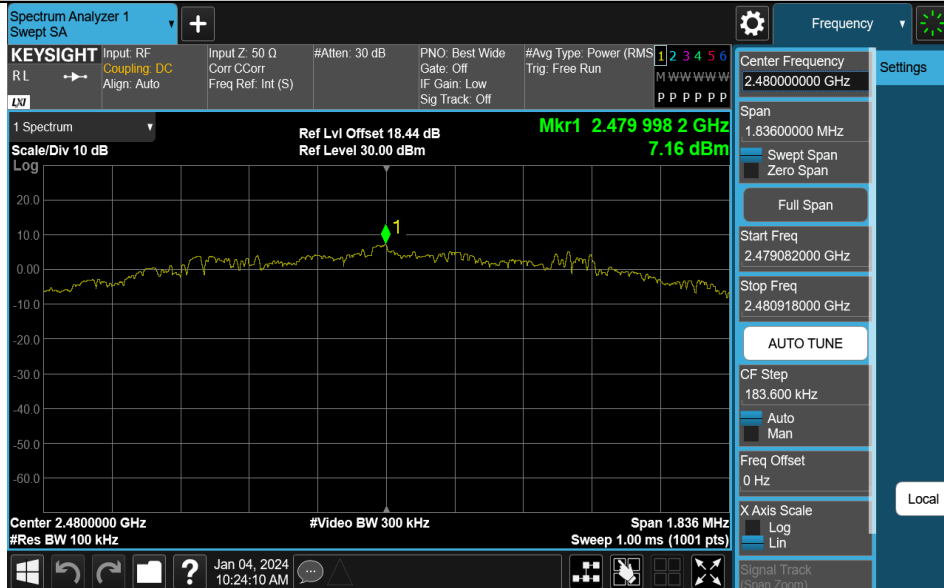 Spectrum Analyzer 1
Swept SA
+
Frequency
KEYSIGHT
RL
LXI
Input: RF
Coupling: DC
Align: Auto
Input Z: 50 Ω
Corr CCorr
Freq Ref: Int (S)
#Atten: 30 dB
PNO: Best Wide
Gate: Off
IF Gain: Low
Sig Track: Off
#Avg Type: Power (RMS
Trig: Free Run
1 2 3 4 5 6
M W W W W W
P P P P P P
Center Frequency
2.480000000 GHz
Settings
Span
1.83600000 MHz
Swept Span
Zero Span
Full Span
Start Freq
2.479082000 GHz
Stop Freq
2.480918000 GHz
AUTO TUNE
CF Step
183.600 kHz
Auto
Man
Freq Offset
0 Hz
X Axis Scale
Log
Lin
Signal Track
(Span Zoom)
Local
1 Spectrum
Scale/Div 10 dB
Log
Ref Lvl Offset 18.44 dB
Ref Level 30.00 dBm
Mkr1 2.479 998 2 GHz
7.16 dBm
1
20.0
10.0
0.00
-10.0
-20.0
-30.0
-40.0
-50.0
-60.0
Center 2.4800000 GHz
#Res BW 100 kHz
#Video BW 300 kHz
Span 1.836 MHz
Sweep 1.00 ms (1001 pts)
?
Jan 04, 2024
10:24:10 AM